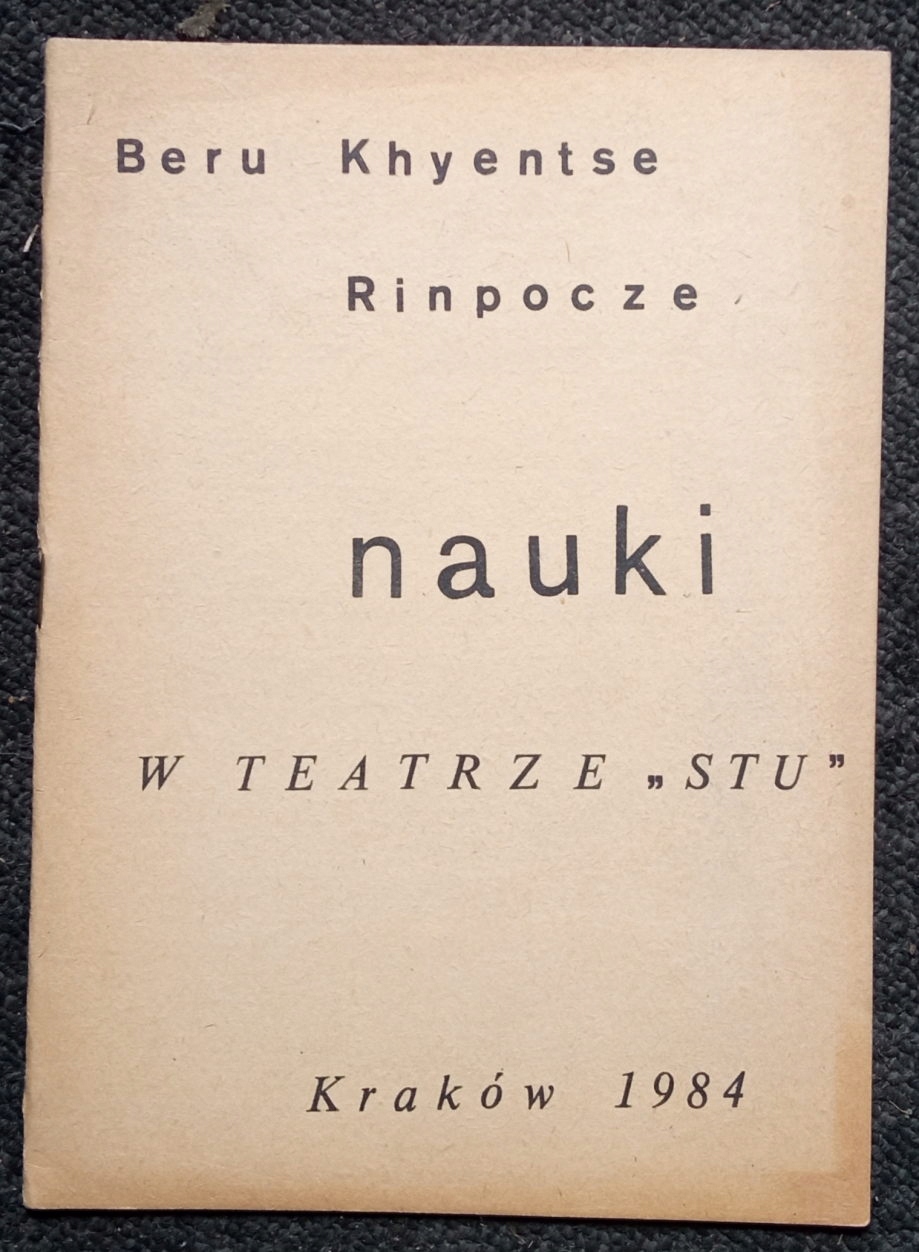 Beru Khyentse
Rinpocze
nauki
W TEATRZE „STU”
Kraków 1984